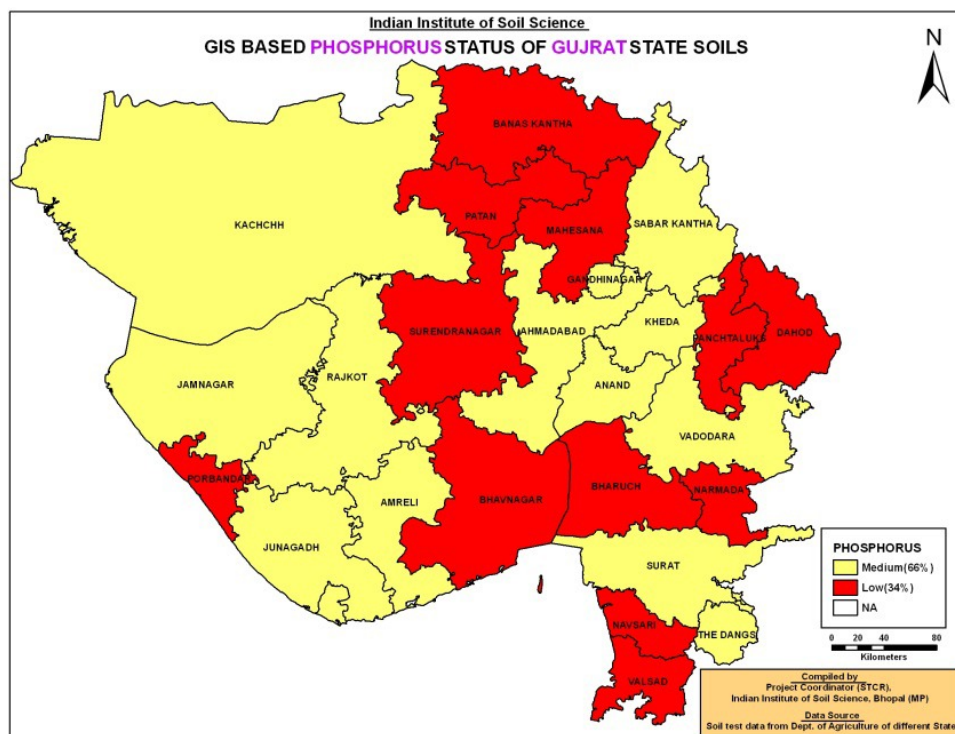 Indian Institute of Soil Science
GIS BASED PHOSPHORUS STATUS OF GUJRAT STATE SOILS
N
BANAS KANTHA
PATAN
KACHCHH
MAHESANA
SABAR KANTHA
GANDHINAGAR
SURENDRANAGAR
AHMADABAD
KHEDA
PANCHTALUKS
DAHOD
JAMNAGAR
RAJKOT
ANAND
VADODARA
PORBANDAR
AMRELI
BHAVNAGAR
BHARUCH
NARMADA
JUNAGADH
SURAT
NAVSARI
THE DANGS
VALSAD
PHOSPHORUS
Medium(66%)
Low(34%)
NA
0 20 40 80
Kilometers
Compiled by
Project Coordinator (STCR),
Indian Institute of Soil Science, Bhopal (MP)
Data Source
Soil test data from Dept. of Agriculture of different State